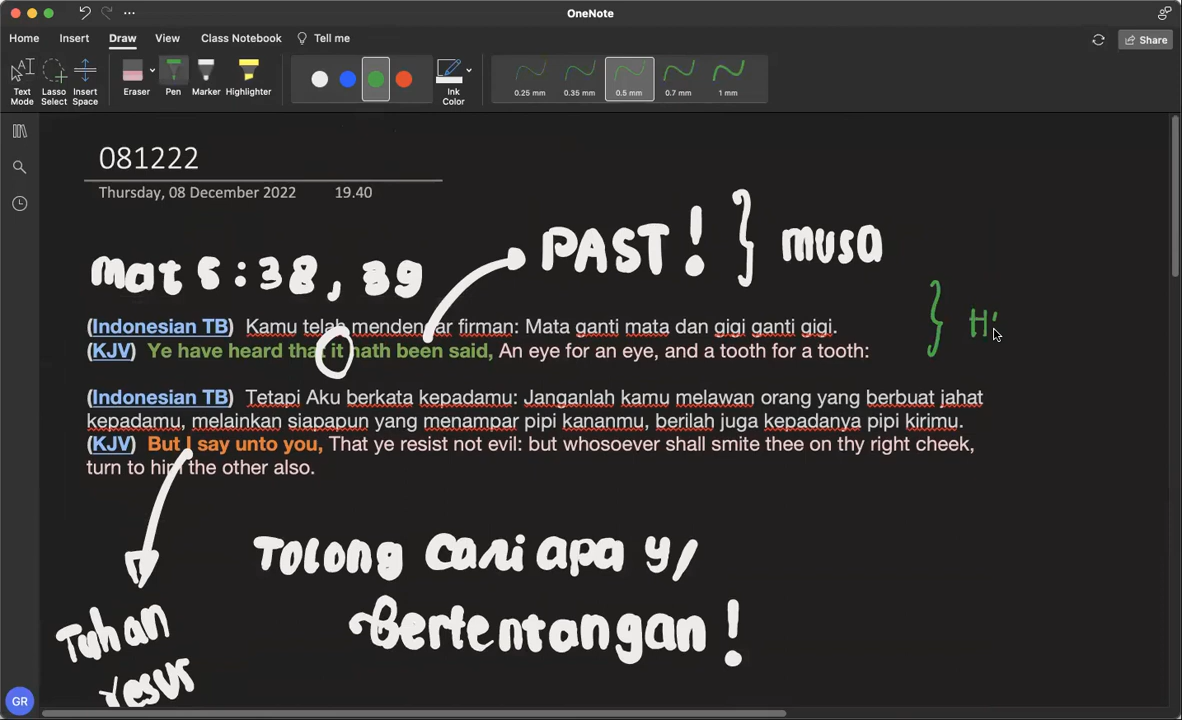 OneNote
Home Insert Draw View Class Notebook Tell me
Share
Text Mode
Lasso Select
Insert Space
Eraser
Pen
Marker
Highlighter
Ink Color
0.25 mm
0.35 mm
0.5 mm
0.7 mm
1 mm
081222
Thursday, 08 December 2022 19.40
PAST ! } musa
mat 5 : 38 , 39
(Indonesian TB) Kamu telah mendengar firman: Mata ganti mata dan gigi ganti gigi.
(KJV) Ye have heard that it hath been said, An eye for an eye, and a tooth for a tooth:
} Hi
(Indonesian TB) Tetapi Aku berkata kepadamu: Janganlah kamu melawan orang yang berbuat jahat
kepadamu, melainkan siapapun yang menampar pipi kananmu, berilah juga kepadanya pipi kirimu.
(KJV) But I say unto you, That ye resist not evil: but whosoever shall smite thee on thy right cheek,
turn to him the other also.
Tolong cari apa y/
bertentangan !
Tuhan
Yesus
GR